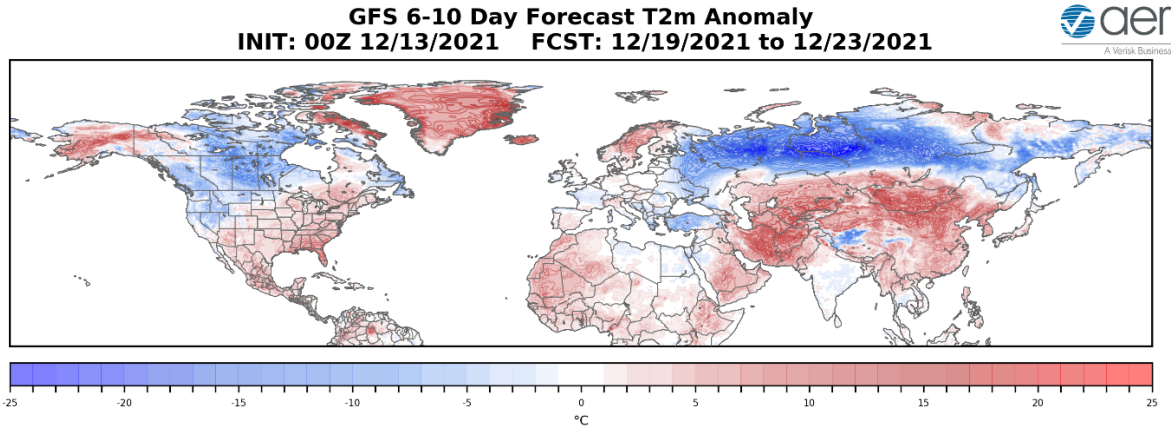 GFS 6-10 Day Forecast T2m Anomaly
INIT: 00Z 12/13/2021 FCST: 12/19/2021 to 12/23/2021
aer
A Verisk Business
-25 -20 -15 -10 -5 0 5 10 15 20 25
°C